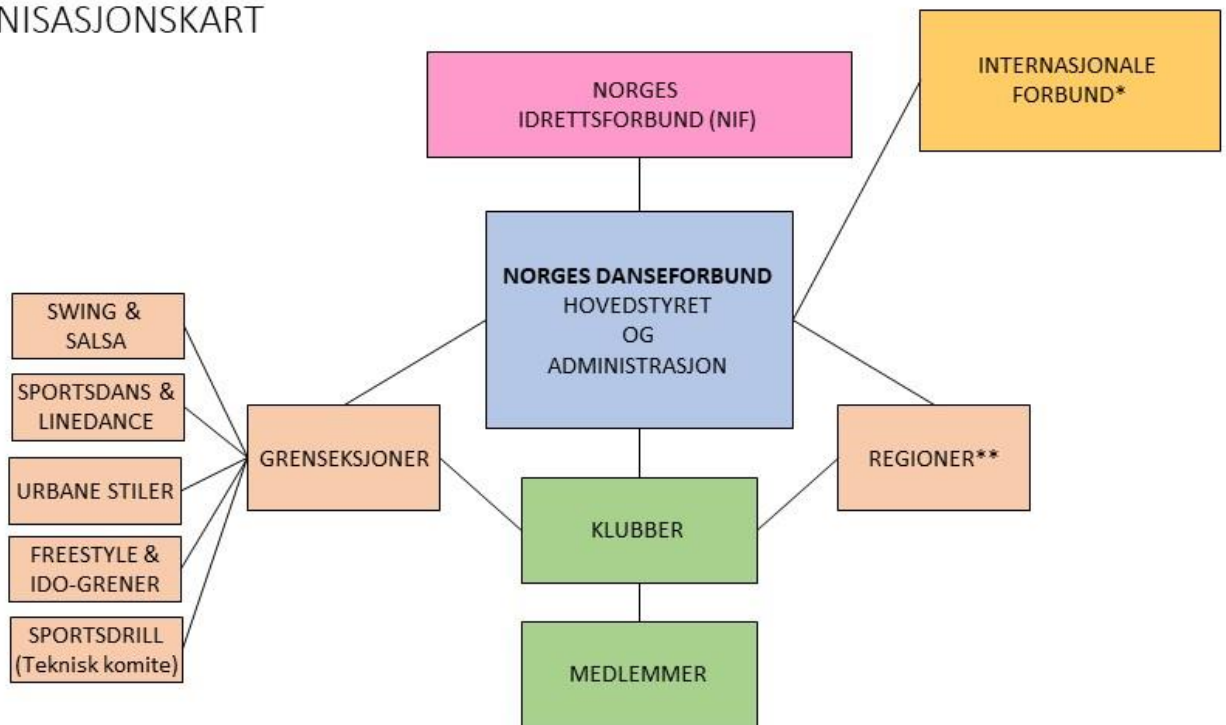 NISASJONSKART
INTERNASJONALE
FORBUND*
NORGES
IDRETTSFORBUND (NIF)
NORGES DANSEFORBUND
HOVEDSTYRET
OG
ADMINISTRASJON
SWING &
SALSA
SPORTSDANS &
LINEDANCE
URBANE STILER
FREESTYLE &
IDO-GRENER
SPORTSDRILL
(Teknisk komite)
GRENSEKSJONER
REGIONER**
KLUBBER
MEDLEMMER